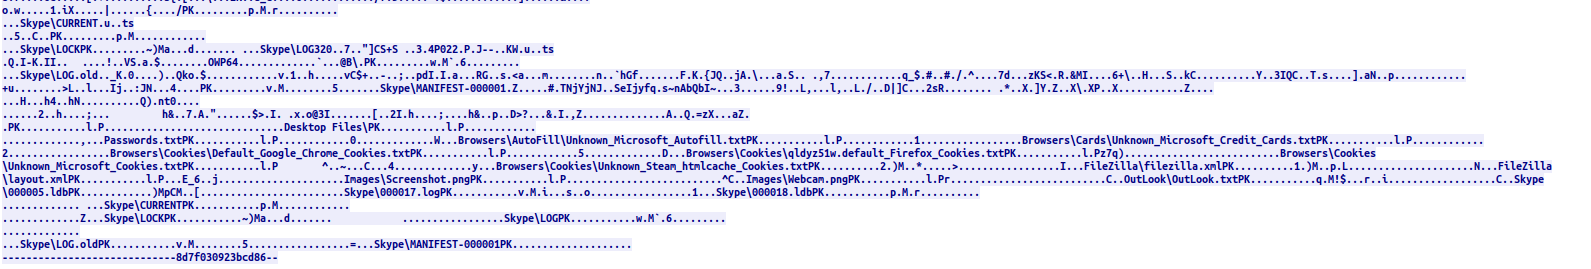 o.w.....1.iX.....|......{..../PK.........p.M.r..........
...Skype\CURRENT.u..ts
..5..C..PK.........p.M............
...Skype\LOCKPK.........~)Ma...d....... ...Skype\LOG320..7.."]CS+S ..3.4P022.P.J--..KW.u..ts
.Q.I-K.II..  ....!..VS.a.$.......OWP64.............`...@B\.PK.........w.M`.6.........
...Skype\LOG.old.._K.0....)..Qko.$...........v.1..h.....vC$+..-..;..pdI.I.a...RG..s.<a...m........n..`hGf.......F.K.{JQ..jA.\...a.S..  ..,7...........q_$.#..#./.^....7d...zKS<.R.&MI....6+\..H...S..kC..........Y..3IQC..T.s....].aN..p............
+u........>L..l...Ij..:JN...4....PK.........v.M.......5.......Skype\MANIFEST-000001.Z.....#.TNjYjNJ..SeIjyfq.s~nAbQbI~...3......9!..L,...l,..L./..D|]C...2sR........ .*..X.]Y.Z..X\.XP..X...........Z....
...H...h4..hN..........Q).nt0....
......2..h....;...        h&..7.A."......$>.I. .x.o@3I.......[..2I.h....;....h&..p..D>?...&.I.,Z............A..Q.=zX...aZ.
.PK..........l.P............................Desktop Files\PK..........l.P............
.............,...Passwords.txtPK..........l.P............0............W...Browsers\AutoFill\Unknown_Microsoft_Autofill.txtPK..........l.P............1.................Browsers\Cards\Unknown_Microsoft_Credit_Cards.txtPK..........l.P............
2.................Browsers\Cookies\Default_Google_Chrome_Cookies.txtPK..........l.P............5............D...Browsers\Cookies\qldyz51w.default_Firefox_Cookies.txtPK..........l.Pz7q).......................Browsers\Cookies
\Unknown_Microsoft_Cookies.txtPK..........l.P.......^..~...C...4............y...Browsers\Cookies\Unknown_Steam_htmlcache_Cookies.txtPK.........2.)M..*.....>....................I...FileZilla\filezilla.xmlPK.........1.)M..p.L...................N...FileZilla
\layout.xmlPK..........l.P...E_6..j...................Images\Screenshot.pngPK..........l.P........................^C..Images\Webcam.pngPK..........l.Pr........................C..OutLook\OutLook.txtPK..........q.M!$...r..i................C..Skype
\000005.ldbPK..........)MpCM..[......................Skype\000017.logPK..........v.M.i...s..o................1...Skype\000018.ldbPK..........p.M.r..........
............. ...Skype\CURRENTPK..........p.M............
.............Z...Skype\LOCKPK.........~)Ma...d.......           .................Skype\LOGPK...........w.M`.6.........
.............
...Skype\LOG.oldPK..........v.M.......5................=...Skype\MANIFEST-000001PK....................
-----------------------------8d7f030923bcd86--